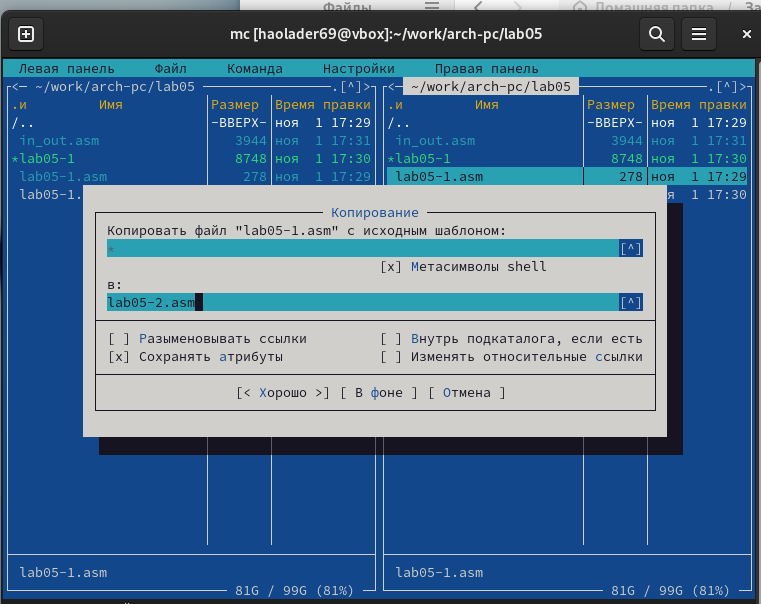 Файлы
Домашняя папка /
mc [haolader69@vbox]:~/work/arch-pc/lab05
Левая панель Файл Команда Настройки Правая панель
<— ~/work/arch-pc/lab05 .[^]> <— ~/work/arch-pc/lab05 .[^]>
.и Имя Размер Время правки .и Имя Размер Время правки
/.. -ВВЕРХ- ноя 1 17:29 /.. -ВВЕРХ- ноя 1 17:29
in_out.asm 3944 ноя 1 17:31 in_out.asm 3944 ноя 1 17:31
*lab05-1 8748 ноя 1 17:30 *lab05-1 8748 ноя 1 17:30
lab05-1.asm 278 ноя 1 17:29 lab05-1.asm 278 ноя 1 17:29
lab05-1. я 1 17:30
Копирование
Копировать файл "lab05-1.asm" с исходным шаблоном:
* [^]
[x] Метасимволы shell
в:
lab05-2.asm [^]
[ ] Разыменовывать ссылки [ ] Внутрь подкаталога, если есть
[x] Сохранять атрибуты [ ] Изменять относительные ссылки
[< Хорошо >] [ В фоне ] [ Отмена ]
lab05-1.asm lab05-1.asm
81G / 99G (81%) 81G / 99G (81%)